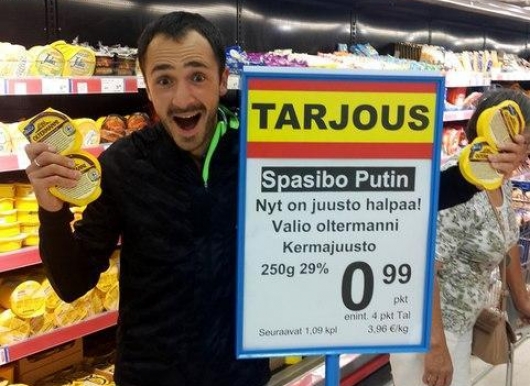 TARJOUS
Spasibo Putin
Nyt on juusto halpaa!
Valio oltermanni
Kermajuusto
250g 29%
0 99
pkt
enint. 4 pkt Tal
Seuraavat 1,09 kpl
3,96 €/kg